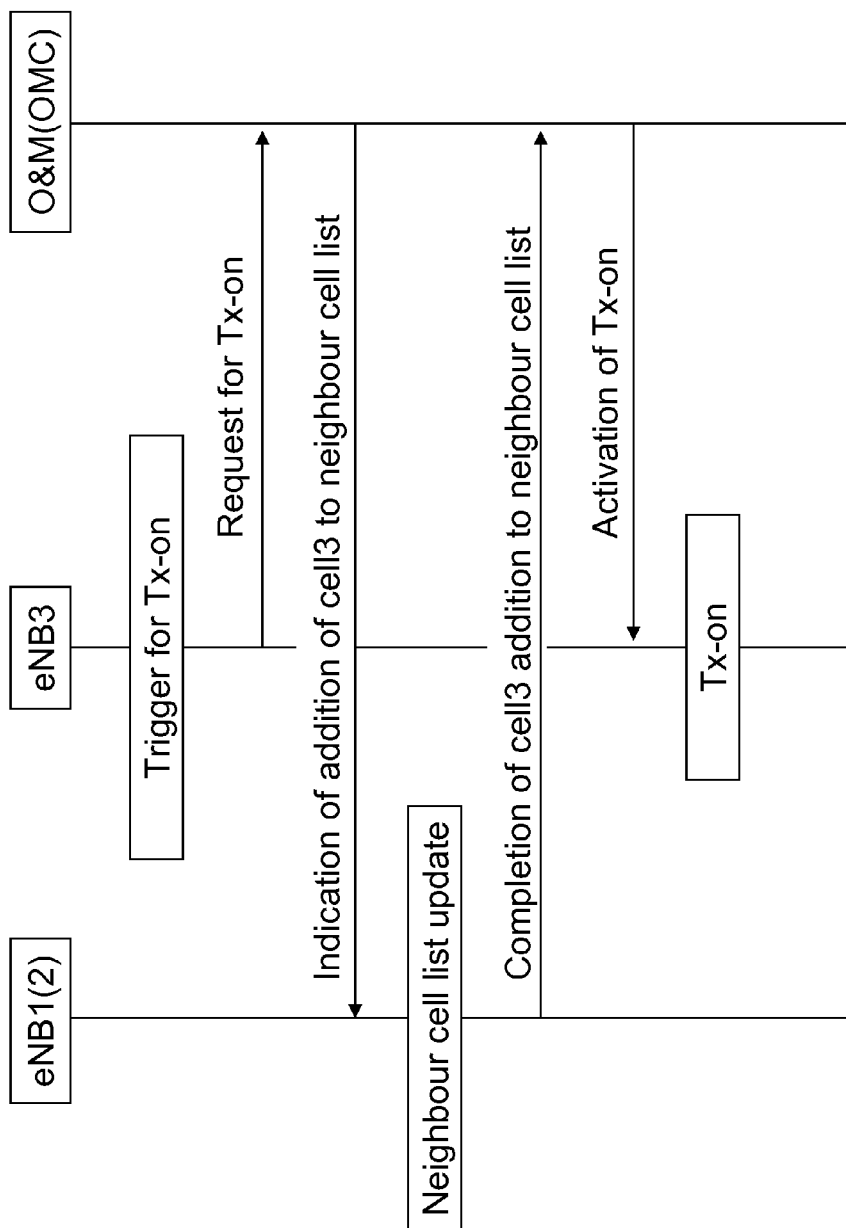 eNB1(2)
eNB3
O&M(OMC)
Trigger for Tx-on
Request for Tx-on
Indication of addition of cell3 to neighbour cell list
Neighbour cell list update
Completion of cell3 addition to neighbour cell list
Activation of Tx-on
Tx-on